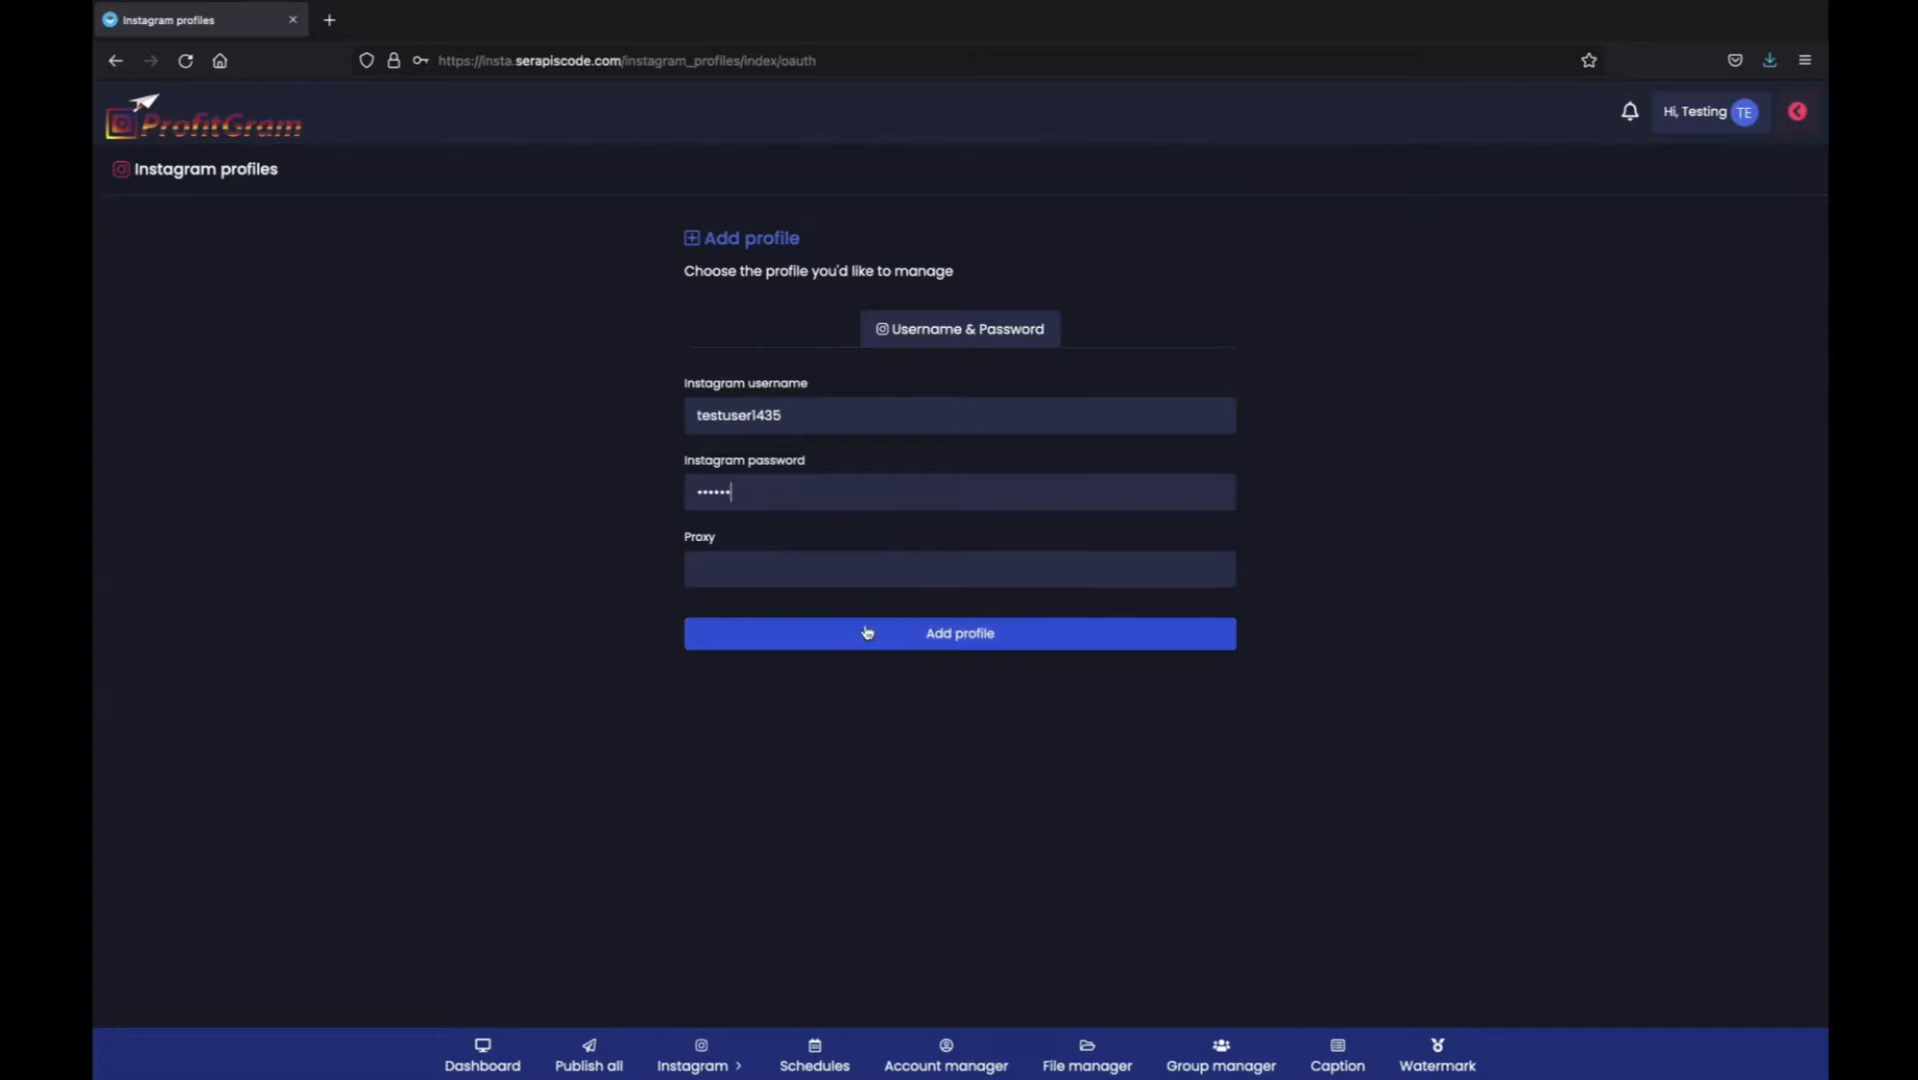 Instagram profiles
https://insta.serapiscode.com/instagram_profiles/index/oauth
ProfitGram
Hi, Testing TE
Instagram profiles
Add profile
Choose the profile you'd like to manage
Username & Password
Instagram username
testuser1435
Instagram password
••••••
Proxy
Add profile
Dashboard Publish all Instagram Schedules Account manager File manager Group manager Caption Watermark